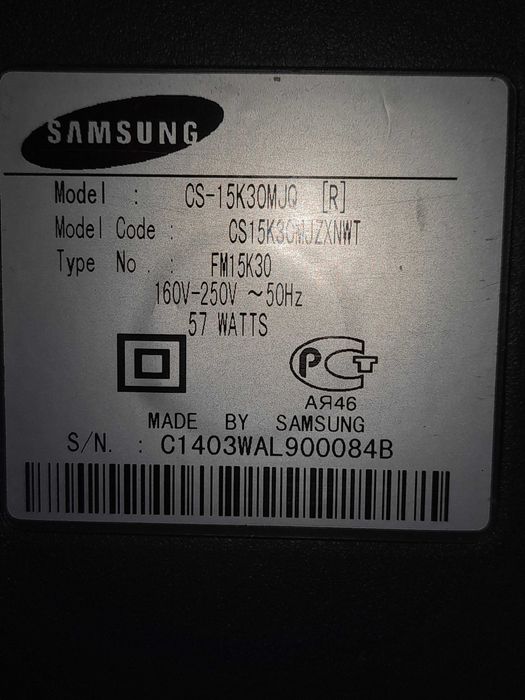 SAMSUNG
Model : CS-15K30MJQ [R]
Model Code : CS15K30MJZXNWT
Type No . : FM15K30
160V-250V ~50Hz
57 WATTS
РСТ
АЯ46
MADE BY SAMSUNG
S/N. : C1403WAL900084B